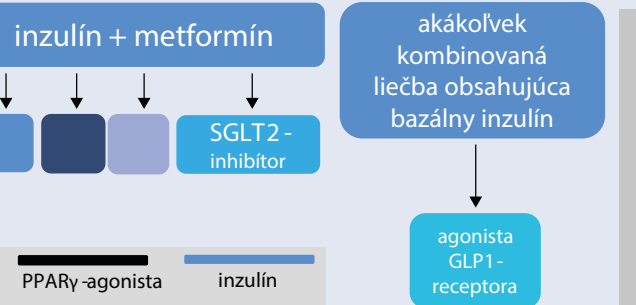 inzulín + metformín
SGLT2 -
inhibítor
akákoľvek
kombinovaná
liečba obsahujúca
bazálny inzulín
agonista
GLP1 -
receptora
PPARγ -agonista
inzulín